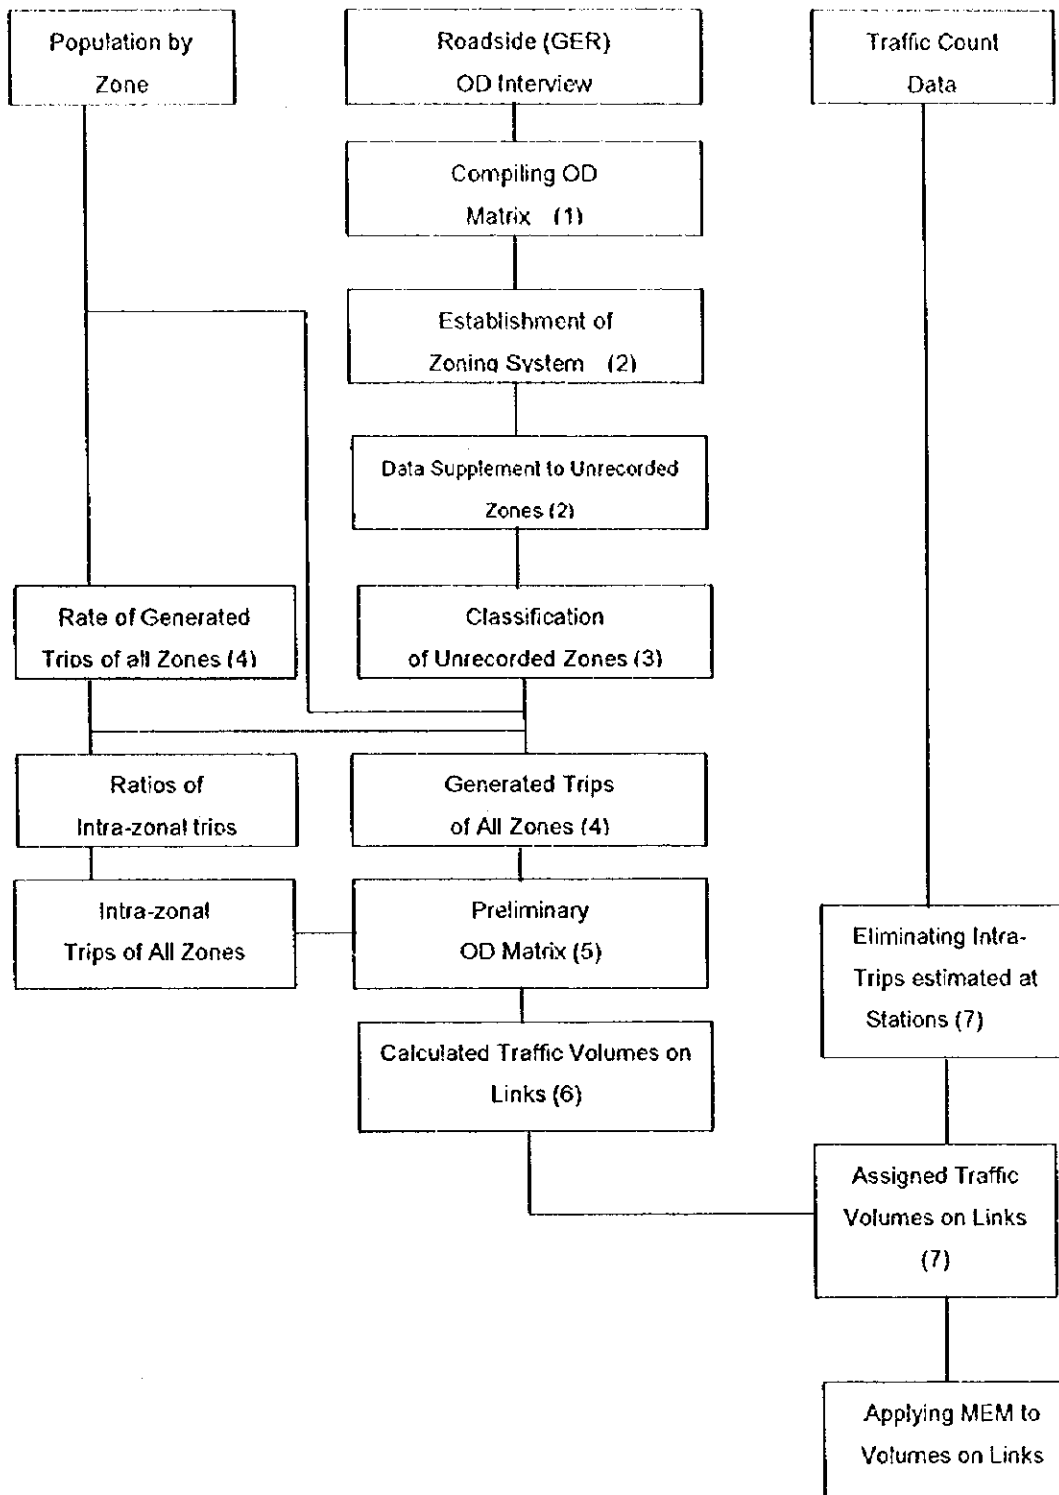 Population by
Zone
Roadside (GER)
OD Interview
Traffic Count
Data
Compiling OD
Matrix (1)
Establishment of
Zoning System (2)
Data Supplement to Unrecorded
Zones (2)
Rate of Generated
Trips of all Zones (4)
Classification
of Unrecorded Zones (3)
Ratios of
Intra-zonal trips
Generated Trips
of All Zones (4)
Intra-zonal
Trips of All Zones
Preliminary
OD Matrix (5)
Eliminating Intra-
Trips estimated at
Stations (7)
Calculated Traffic Volumes on
Links (6)
Assigned Traffic
Volumes on Links
(7)
Applying MEM to
Volumes on Links